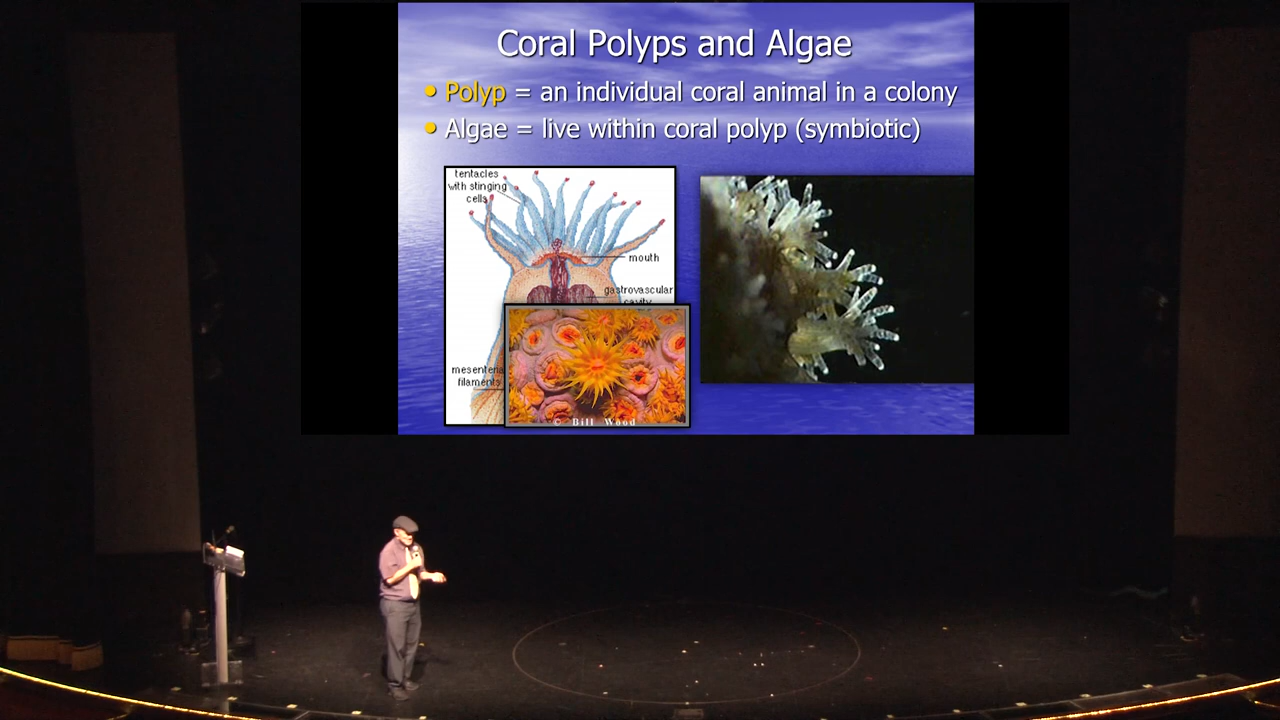 Coral Polyps and Algae
• Polyp = an individual coral animal in a colony
• Algae = live within coral polyp (symbiotic)
tentacles
with stinging
cells
mouth
gastrovascular
cavity
mesenteria
filaments
© Bill Wood